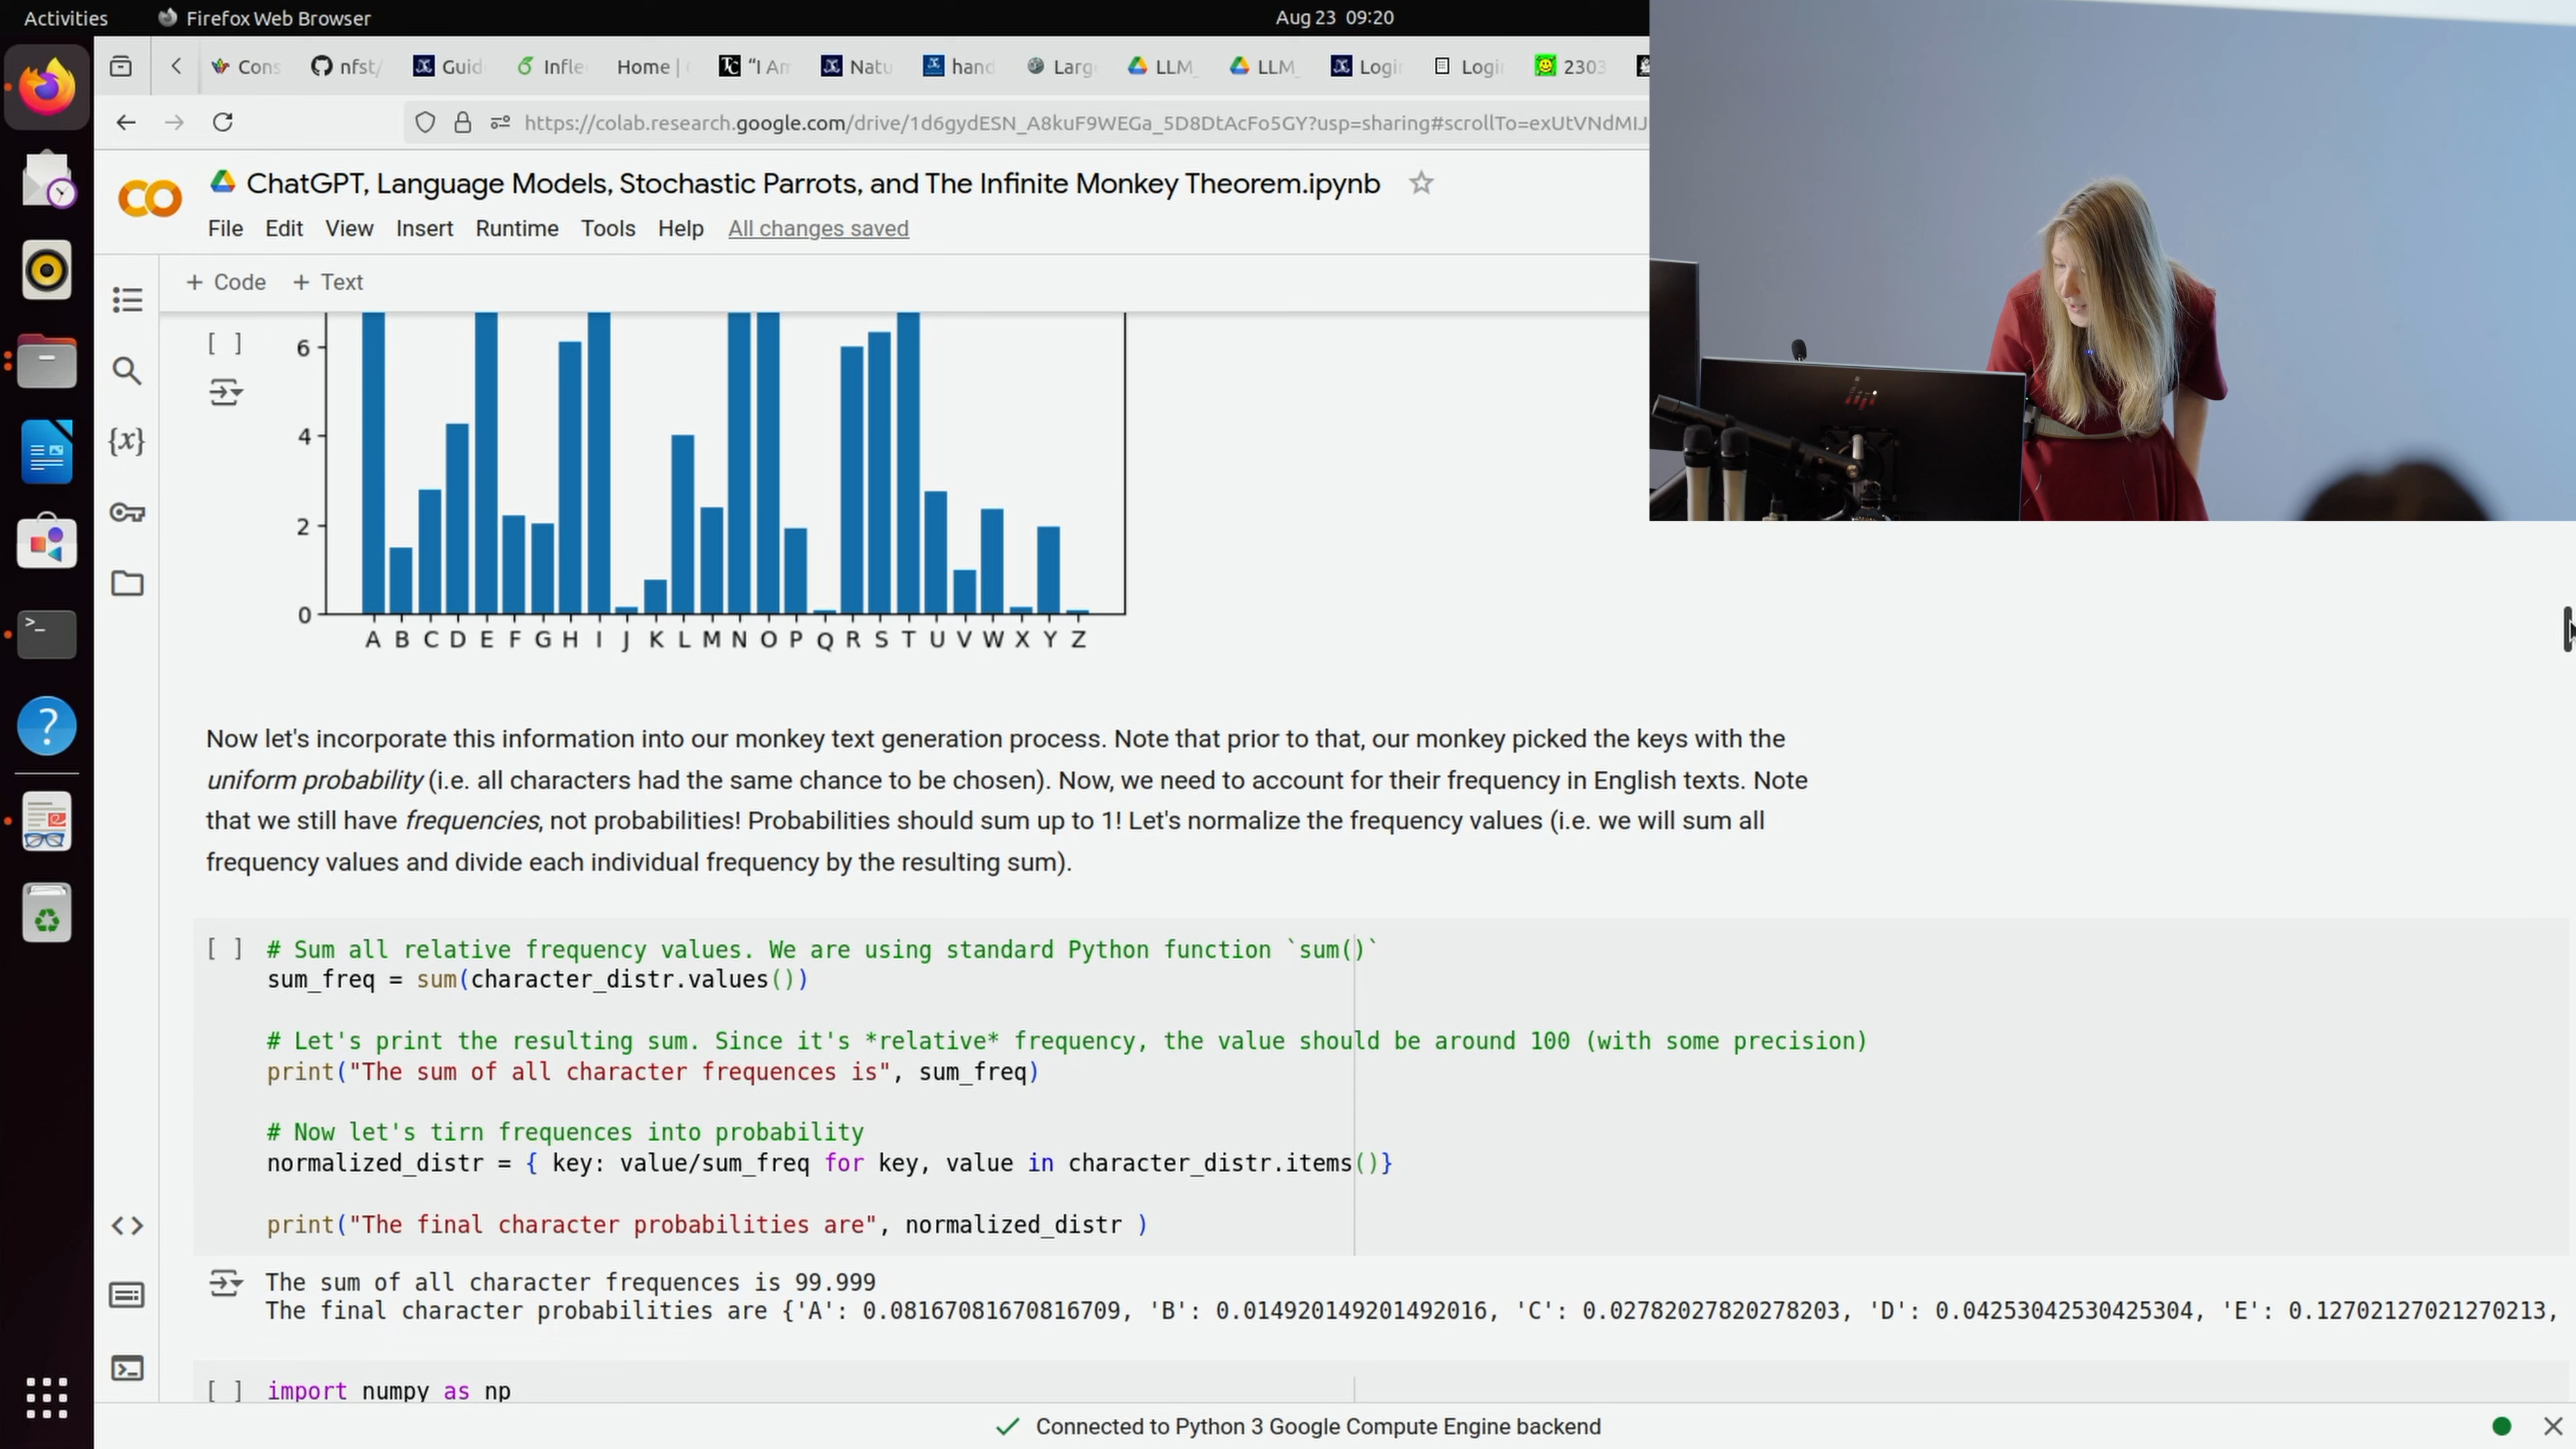 Activities Firefox Web Browser Aug 23 09:20
Cons nfst/ Guid Infle Home | "I Am Natu hand Larg LLM_ LLM_ Logi Logi 2303
https://colab.research.google.com/drive/1d6gydESN_A8kuF9WEGa_5D8DtAcFo5GY?usp=sharing#scrollTo=exUtVNdMIJ
ChatGPT, Language Models, Stochastic Parrots, and The Infinite Monkey Theorem.ipynb
File Edit View Insert Runtime Tools Help All changes saved
+ Code + Text
[ ]
6
4
2
0
A B C D E F G H I J K L M N O P Q R S T U V W X Y Z
Now let's incorporate this information into our monkey text generation process. Note that prior to that, our monkey picked the keys with the
uniform probability (i.e. all characters had the same chance to be chosen). Now, we need to account for their frequency in English texts. Note
that we still have frequencies, not probabilities! Probabilities should sum up to 1! Let's normalize the frequency values (i.e. we will sum all
frequency values and divide each individual frequency by the resulting sum).
[ ] # Sum all relative frequency values. We are using standard Python function `sum()`
sum_freq = sum(character_distr.values())
# Let's print the resulting sum. Since it's *relative* frequency, the value should be around 100 (with some precision)
print("The sum of all character frequences is", sum_freq)
# Now let's tirn frequences into probability
normalized_distr = { key: value/sum_freq for key, value in character_distr.items()}
print("The final character probabilities are", normalized_distr )
The sum of all character frequences is 99.999
The final character probabilities are {'A': 0.08167081670816709, 'B': 0.014920149201492016, 'C': 0.02782027820278203, 'D': 0.04253042530425304, 'E': 0.12702127021270213,
[ ] import numpy as np
Connected to Python 3 Google Compute Engine backend